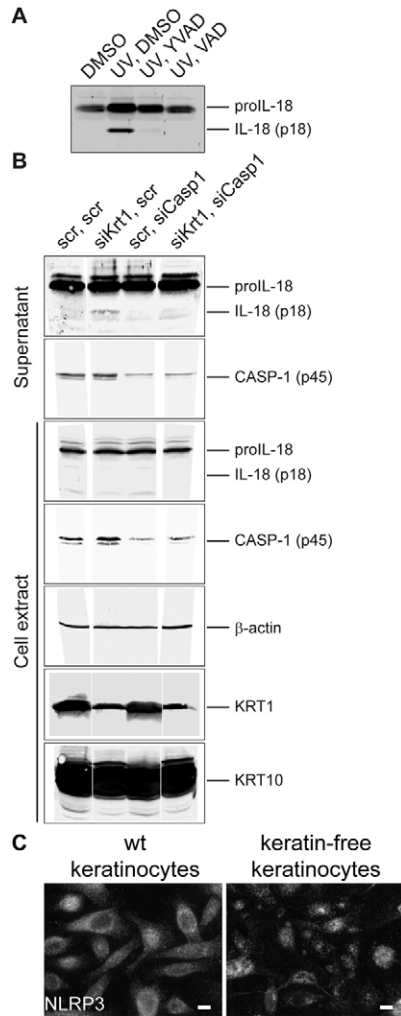 A
DMSO
UV, DMSO
UV, YVAD
UV, VAD
proIL-18
IL-18 (p18)
B
scr, scr
siKrt1, scr
scr, siCasp1
siKrt1, siCasp1
Supernatant
proIL-18
IL-18 (p18)
CASP-1 (p45)
Cell extract
proIL-18
IL-18 (p18)
CASP-1 (p45)
β-actin
KRT1
KRT10
C
wt
keratinocytes
keratin-free
keratinocytes
NLRP3